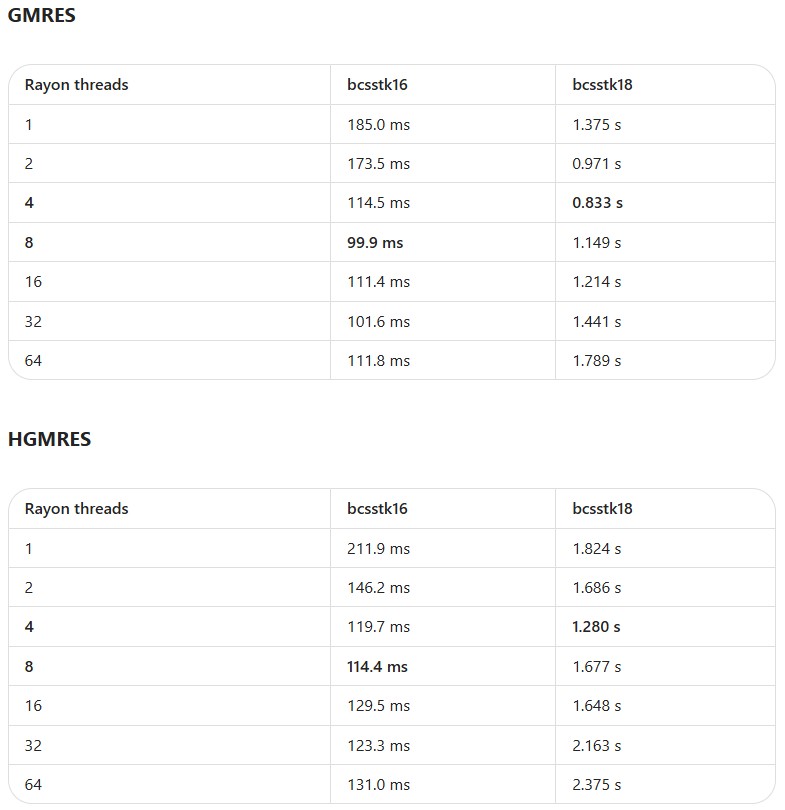 GMRES
Rayon threads bcsstk16 bcsstk18
1 185.0 ms 1.375 s
2 173.5 ms 0.971 s
4 114.5 ms 0.833 s
8 99.9 ms 1.149 s
16 111.4 ms 1.214 s
32 101.6 ms 1.441 s
64 111.8 ms 1.789 s
HGMRES
Rayon threads bcsstk16 bcsstk18
1 211.9 ms 1.824 s
2 146.2 ms 1.686 s
4 119.7 ms 1.280 s
8 114.4 ms 1.677 s
16 129.5 ms 1.648 s
32 123.3 ms 2.163 s
64 131.0 ms 2.375 s